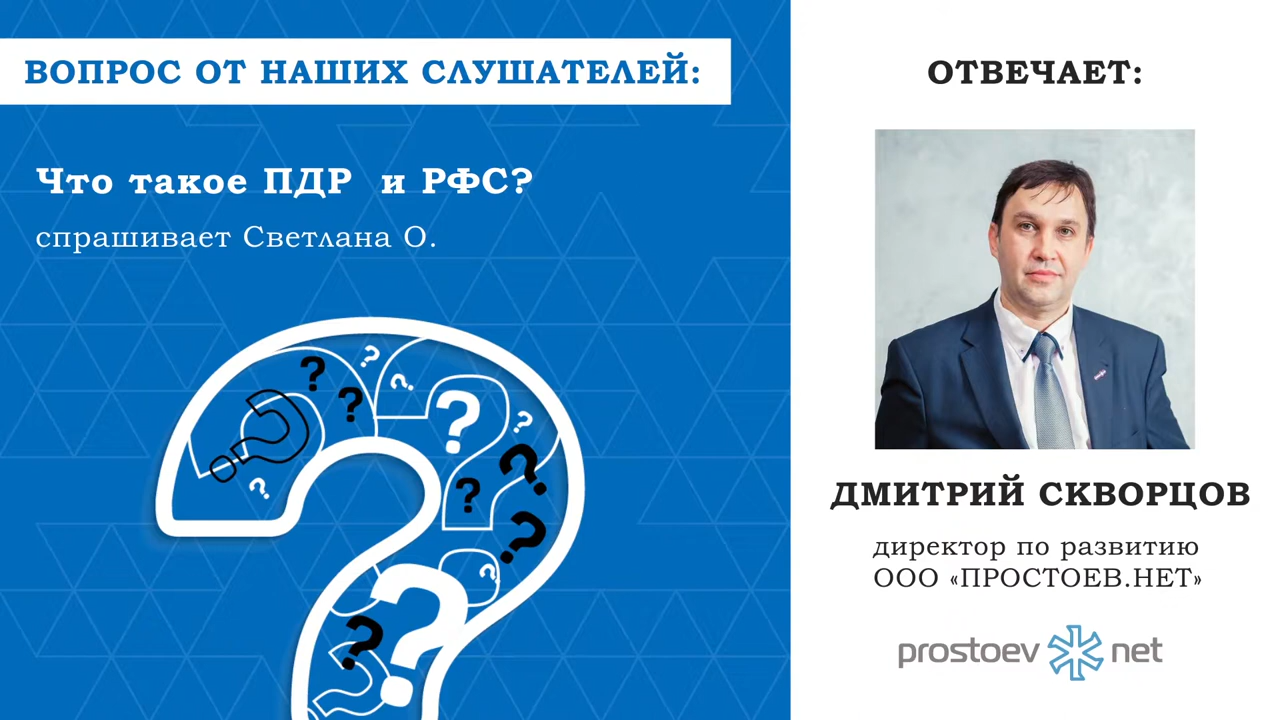 ВОПРОС ОТ НАШИХ СЛУШАТЕЛЕЙ:
Что такое ПДР и РФС?
спрашивает Светлана О.
ОТВЕЧАЕТ:
ДМИТРИЙ СКВОРЦОВ
директор по развитию
ООО «ПРОСТОЕВ.НЕТ»
prostoev net